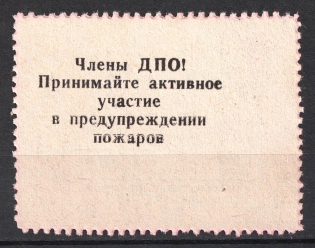 Члены ДПО!
Принимайте активное
участие
в предупреждении
пожаров